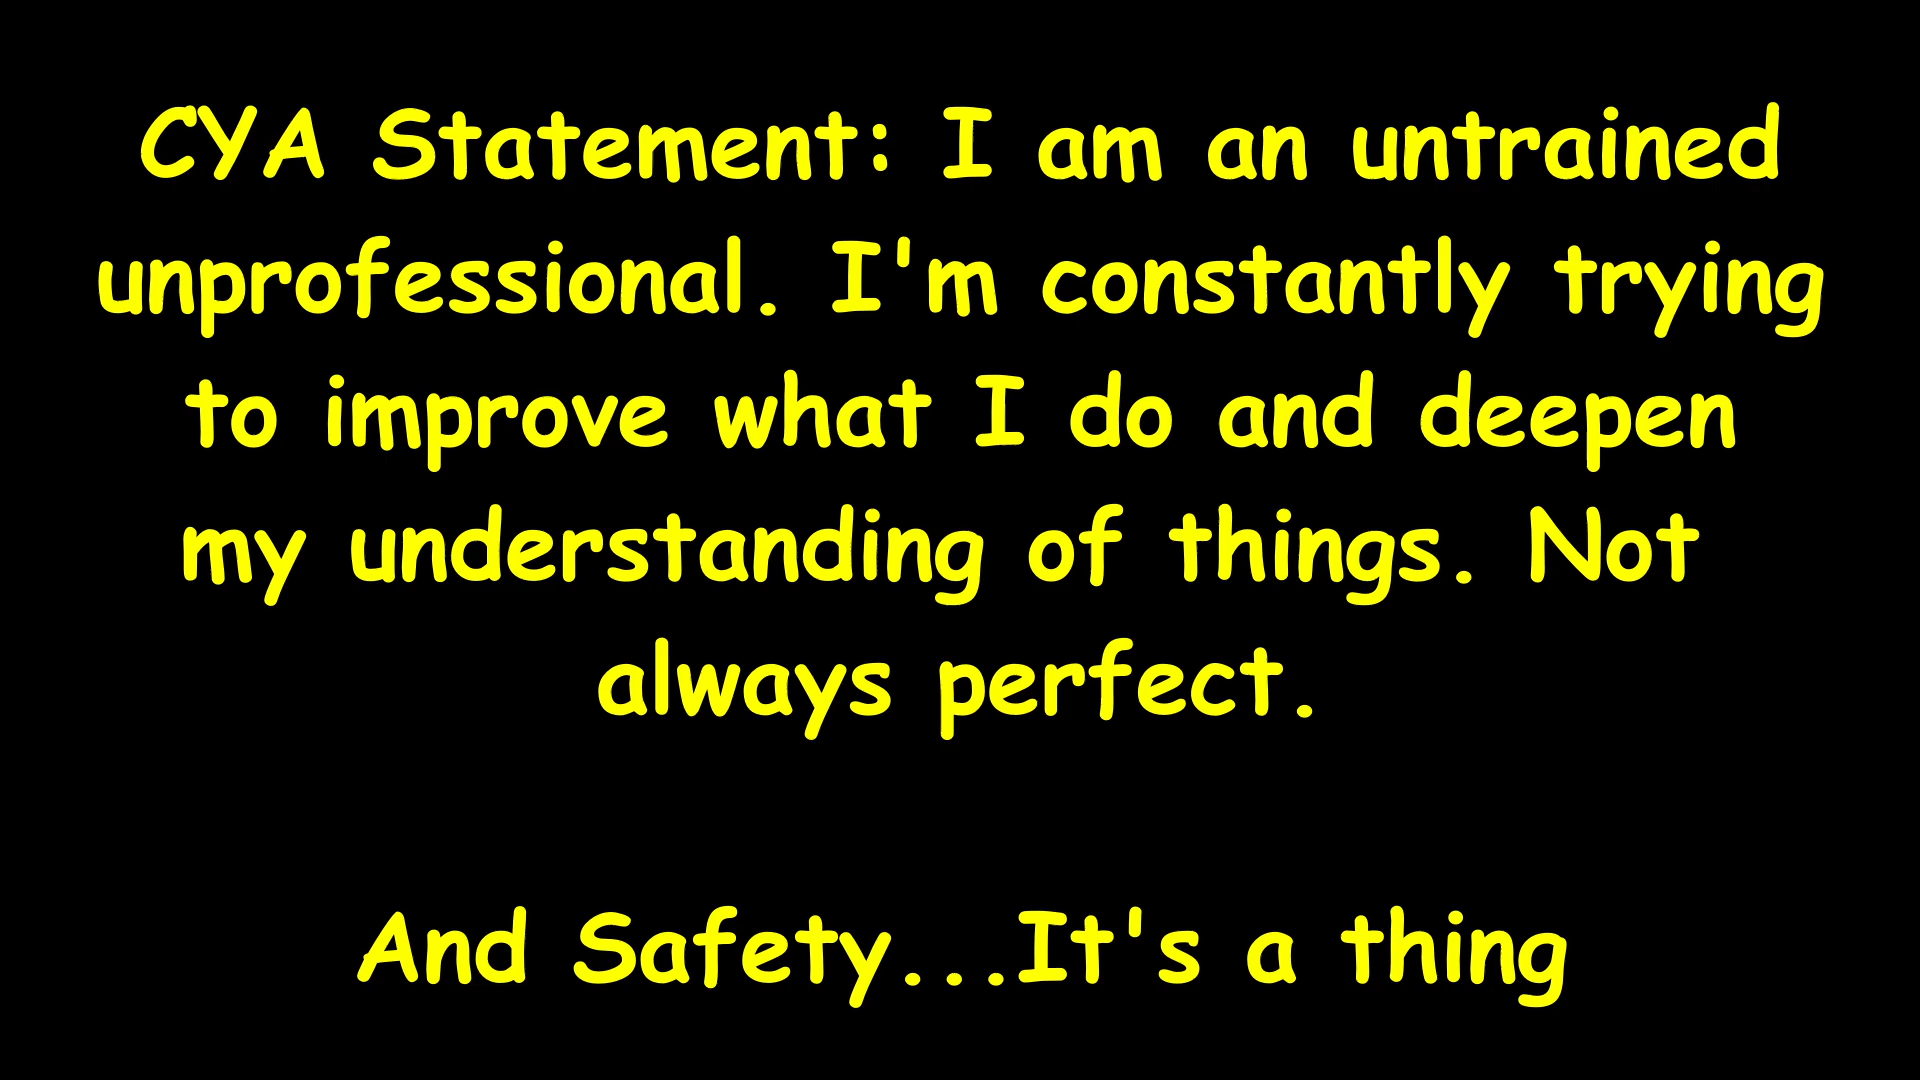 CYA Statement: I am an untrained
unprofessional. I'm constantly trying
to improve what I do and deepen
my understanding of things. Not
always perfect.
And Safety...It's a thing